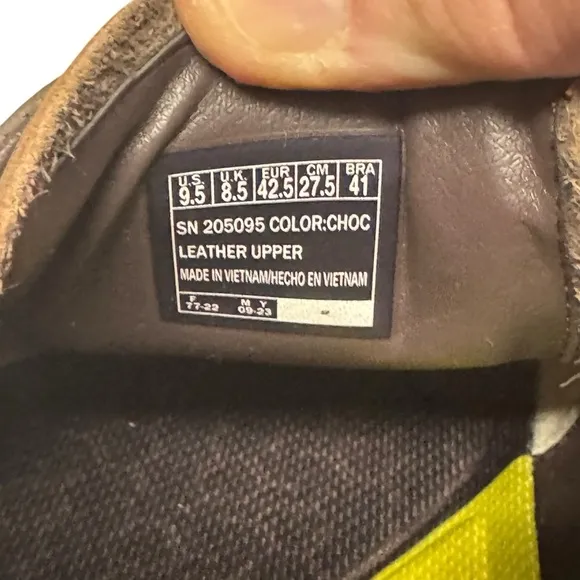 U.S. U.K. EUR CM BRA
9.5 8.5 42.5 27.5 41
SN 205095 COLOR:CHOC
LEATHER UPPER
MADE IN VIETNAM/HECHO EN VIETNAM
F M Y
77-22 09-23